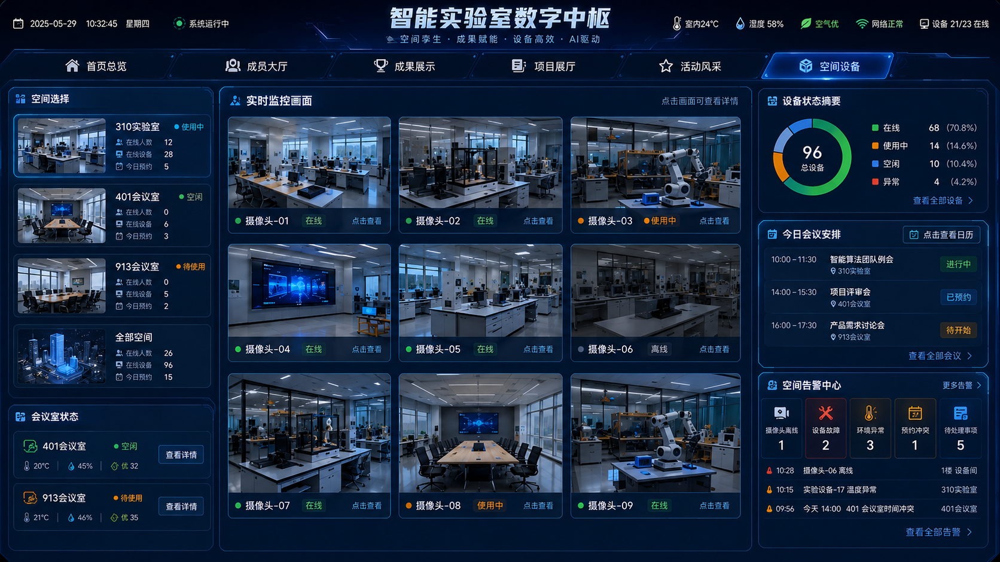 2025-05-29 10:32:45 星期四 系统运行中
智能实验室数字中枢
空间孪生 · 成果赋能 · 设备高效 · AI驱动
室内24℃ 湿度 58% 空气优 网络正常 设备 21/23 在线
首页总览 成员大厅 成果展示 项目展厅 活动风采 空间设备
空间选择
310实验室 使用中
在线人数 12
在线设备 28
今日预约 5
401会议室 空闲
在线人数 0
在线设备 6
今日预约 3
913会议室 待使用
在线人数 0
在线设备 5
今日预约 2
全部空间
在线人数 26
在线设备 96
今日预约 15
会议室状态
401会议室 空闲
20℃ 45% 优 32
查看详情
913会议室 待使用
21℃ 46% 优 35
查看详情
实时监控画面 点击画面可查看详情
摄像头-01 在线 点击查看
摄像头-02 在线 点击查看
摄像头-03 使用中 点击查看
摄像头-04 在线 点击查看
摄像头-05 在线 点击查看
摄像头-06 离线 点击查看
摄像头-07 在线 点击查看
摄像头-08 使用中 点击查看
摄像头-09 在线 点击查看
设备状态摘要
96
总设备
在线 68 (70.8%)
使用中 14 (14.6%)
空闲 10 (10.4%)
异常 4 (4.2%)
查看全部设备
今日会议安排 点击查看日历
10:00 – 11:30 智能算法团队例会 进行中
310实验室
14:00 – 15:30 项目评审会 已预约
401会议室
16:00 – 17:30 产品需求讨论会 待开始
913会议室
查看全部会议
空间告警中心 更多告警
摄像头离线 设备故障 环境异常 预约冲突 待处理事项
1 2 3 1 5
10:28 摄像头-06 离线 1楼 设备间
10:15 实验设备-17 温度异常 310实验室
09:56 今天 14:00 401 会议室时间冲突 401会议室
查看全部告警